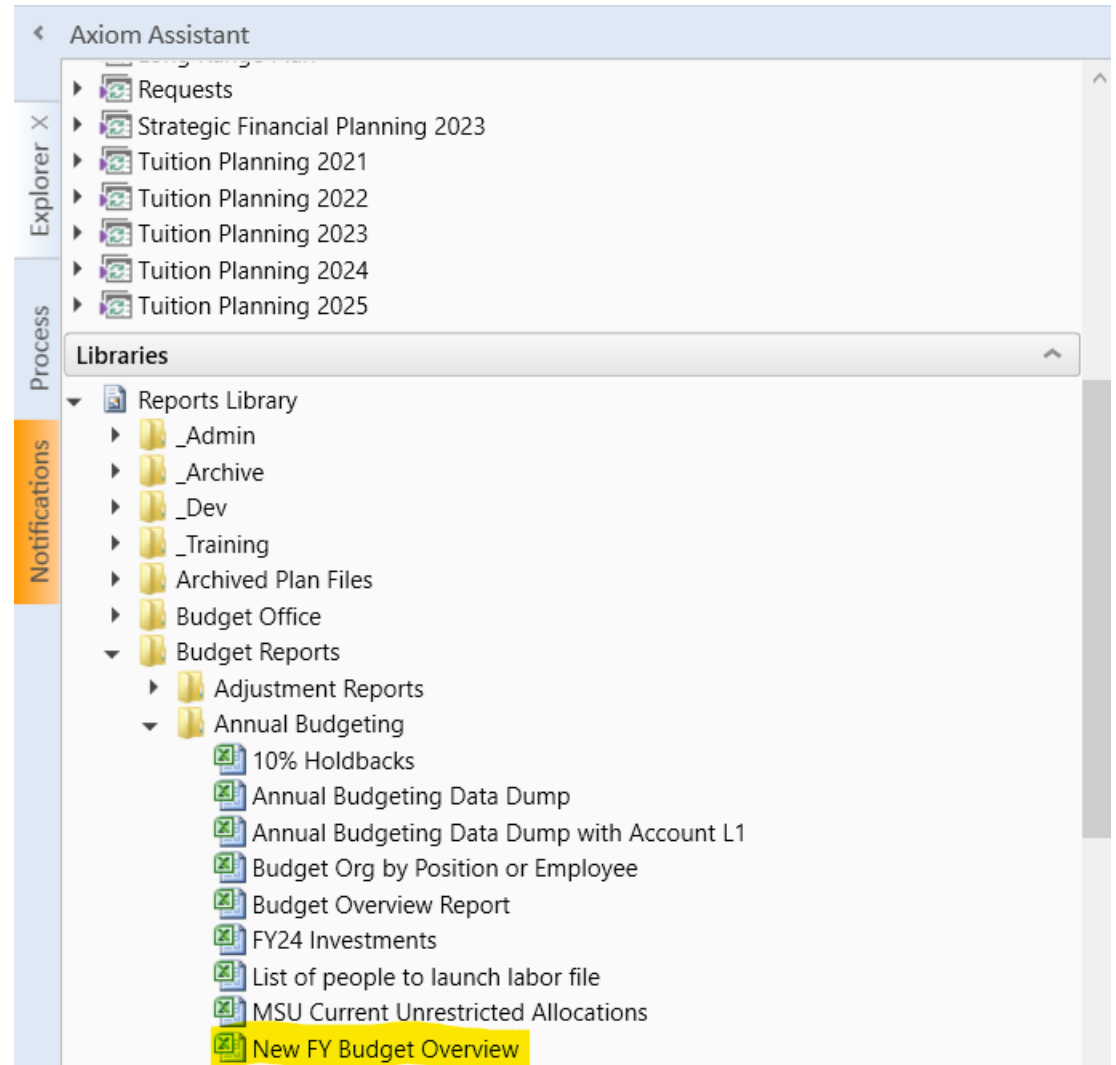 Axiom Assistant
Long Range Plan
Requests
Strategic Financial Planning 2023
Tuition Planning 2021
Tuition Planning 2022
Tuition Planning 2023
Tuition Planning 2024
Tuition Planning 2025
Libraries
Reports Library
_Admin
_Archive
_Dev
_Training
Archived Plan Files
Budget Office
Budget Reports
Adjustment Reports
Annual Budgeting
10% Holdbacks
Annual Budgeting Data Dump
Annual Budgeting Data Dump with Account L1
Budget Org by Position or Employee
Budget Overview Report
FY24 Investments
List of people to launch labor file
MSU Current Unrestricted Allocations
New FY Budget Overview
Explorer
Process
Notifications